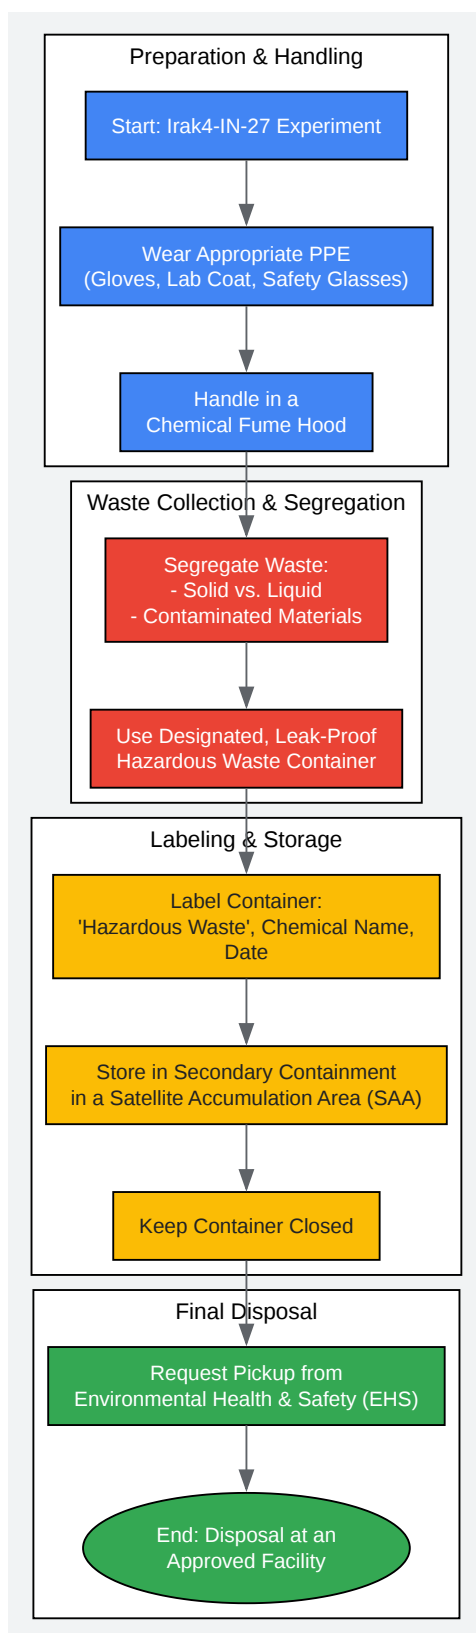 Preparation & Handling
Start: Irak4-IN-27 Experiment
Wear Appropriate PPE
(Gloves, Lab Coat, Safety Glasses)
Handle in a
Chemical Fume Hood
Waste Collection & Segregation
Segregate Waste:
- Solid vs. Liquid
- Contaminated Materials
Use Designated, Leak-Proof
Hazardous Waste Container
Labeling & Storage
Label Container:
'Hazardous Waste', Chemical Name,
Date
Store in Secondary Containment
in a Satellite Accumulation Area (SAA)
Keep Container Closed
Final Disposal
Request Pickup from
Environmental Health & Safety (EHS)
End: Disposal at an
Approved Facility